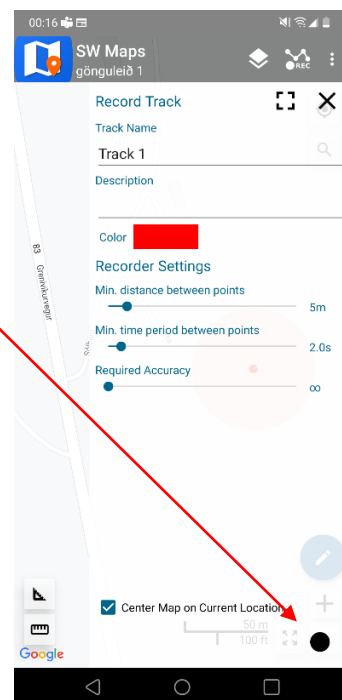 00:16
SW Maps
gönguleið 1
REC
Record Track
Track Name
Track 1
Description
Color
Recorder Settings
Min. distance between points
5m
Min. time period between points
2.0s
Required Accuracy
∞
83 Grenivíkurvegur
Center Map on Current Location
50 m
100 ft
Google